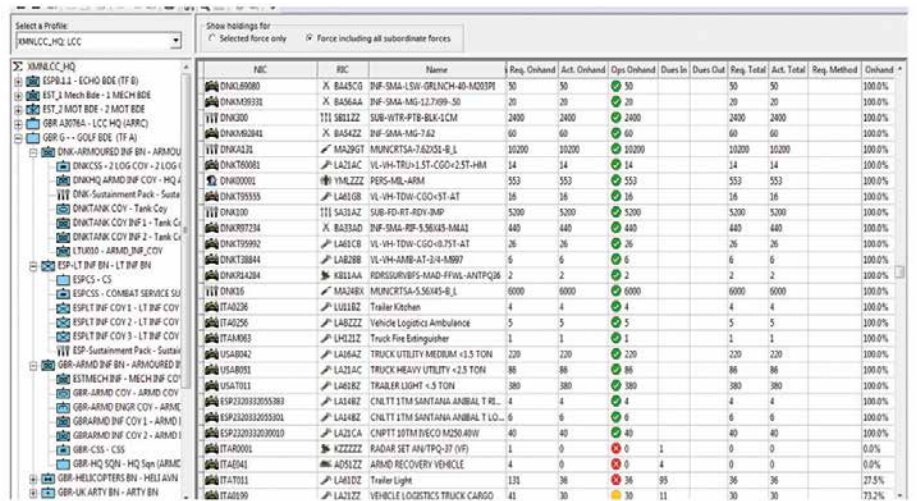 Select a Profile:
XMNLCC_HQ: LCC
Show holdings for
Selected force only
Force including all subordinate forces
XMNLCC_HQ
ESPB.1.1 - ECHO BDE (TF B)
EST_1 Mech Bde - 1 MECH BDE
EST_2 MOT BDE - 2 MOT BDE
GBR A3076A - LCC HQ (ARRC)
GBR G - - GOLF BDE (TF A)
DNK-ARMOURED INF BN - ARMOU
DNKCSS - 2 LOG COY - 2 LOG
DNKHQ ARMD INF COY - HQ A
DNK-Sustainment Pack - Susta
DNKTANK COY - Tank Coy
DNKTANK COY INF 1 - Tank Co
DNKTANK COY INF 2 - Tank Co
LTU010 - ARMD_INF_COY
ESP-LT INF BN - LT INF BN
ESPCS - CS
ESPCSS - COMBAT SERVICE SU
ESPLT INF COY 1 - LT INF COY
ESPLT INF COY 2 - LT INF COY
ESPLT INF COY 3 - LT INF COY
ESP-Sustainment Pack - Sustain
GBR-ARMD INF BN - ARMOURED I
ESTMECH INF - MECH INF COY
GBR-ARMD COY - ARMD COY
GBR-ARMD ENGR COY - ARMD
GBRARMD INF COY 1 - ARMD I
GBRARMD INF COY 2 - ARMD I
GBR-CSS - CSS
GBR-HQ SQN - HQ Sqn (ARMD
GBR-HELICOPTERS BN - HELI AVN
GBR-UK ARTY BN - ARTY BN
NIC RIC Name Req. Onhand Act. Onhand Ops Onhand Dues In Dues Out Req. Total Act. Total Req. Method Onhand
DNKL69080 BA45CG INF-SMA-LSW-GRLNCH-40-M203PI 50 50 50 50 50 100.0%
DNKM39331 BA56AA INF-SMA-MG-12.7X99-.50 20 20 20 20 20 100.0%
DNK300 SB11ZZ SUB-WTR-PTB-BLK-1CM 2400 2400 2400 2400 2400 100.0%
DNKM92841 BA54ZZ INF-SMA-MG-7.62 60 60 60 60 60 100.0%
DNKA131 MA29GT MUNCRTSA-7.62X51-B_L 10200 10200 10200 10200 10200 100.0%
DNKT60081 LA21AC VL-VH-TRU>1.5T-CGO<2.5T-HM 14 14 14 14 14 100.0%
DNK00001 YMLZZZ PERS-MIL-ARM 553 553 553 553 553 100.0%
DNKT95555 LA61GB VL-VH-TDW-CGO<5T-AT 16 16 16 16 16 100.0%
DNK100 SA31AZ SUB-FD-RT-RDY-IMP 5200 5200 5200 5200 5200 100.0%
DNKR97234 BA33AD INF-SMA-RIF-5.56X45-M4A1 440 440 440 440 440 100.0%
DNKT95992 LA61CB VL-VH-TDW-CGO<0.75T-AT 26 26 26 26 26 100.0%
DNKT38844 LAB28B VL-VH-AMB-AT-3/4-M997 6 6 6 6 6 100.0%
DNKR14284 KB11AA RDRSSURVBFS-MAD-FFWL-ANTPQ36 2 2 2 2 2 100.0%
DNK16 MA24BX MUNCRTSA-5.56X45-B_L 6000 6000 6000 6000 6000 100.0%
ITA0236 LU11BZ Trailer Kitchen 4 4 4 4 4 100.0%
ITA0256 LABZZZ Vehicle Logistics Ambulance 5 5 5 5 5 100.0%
ITAM063 LH121Z Truck Fire Extinguisher 1 1 1 1 1 100.0%
USAB042 LA16AZ TRUCK UTILITY MEDIUM <1.5 TON 220 220 220 220 220 100.0%
USAB051 LA21AC TRUCK HEAVY UTILITY <2.5 TON 86 86 86 86 86 100.0%
USAT011 LA61BZ TRAILER LIGHT <.5 TON 380 380 380 380 380 100.0%
ESP2320332055383 LA14BZ CNLTT 1TM SANTANA ANIBAL T RI... 4 4 4 4 4 100.0%
ESP2320332055301 LA14BZ CNLTT 1TM SANTANA ANIBAL T LO... 6 6 6 6 6 100.0%
ESP2320332030010 LA21CA CNPTT 10TM IVECO M250.40W 40 40 40 40 40 100.0%
ITAR0001 KZZZZZ RADAR SET AN/TPQ-37 (VF) 1 0 0 1 1 0 0.0%
ITAE041 AD51ZZ ARMD RECOVERY VEHICLE 4 0 0 4 0 0.0%
ITAT011 LA61DZ Trailer Light 131 36 36 95 131 36 27.5%
ITA0199 LA21ZZ VEHICLE LOGISTICS TRUCK CARGO 41 30 30 11 41 30 73.2%